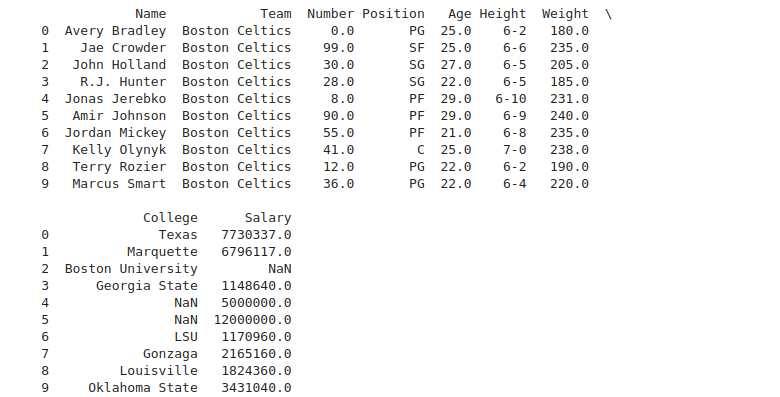 Name Team Number Position Age Height Weight \
0 Avery Bradley Boston Celtics 0.0 PG 25.0 6-2 180.0
1 Jae Crowder Boston Celtics 99.0 SF 25.0 6-6 235.0
2 John Holland Boston Celtics 30.0 SG 27.0 6-5 205.0
3 R.J. Hunter Boston Celtics 28.0 SG 22.0 6-5 185.0
4 Jonas Jerebko Boston Celtics 8.0 PF 29.0 6-10 231.0
5 Amir Johnson Boston Celtics 90.0 PF 29.0 6-9 240.0
6 Jordan Mickey Boston Celtics 55.0 PF 21.0 6-8 235.0
7 Kelly Olynyk Boston Celtics 41.0 C 25.0 7-0 238.0
8 Terry Rozier Boston Celtics 12.0 PG 22.0 6-2 190.0
9 Marcus Smart Boston Celtics 36.0 PG 22.0 6-4 220.0
College Salary
0 Texas 7730337.0
1 Marquette 6796117.0
2 Boston University NaN
3 Georgia State 1148640.0
4 NaN 5000000.0
5 NaN 12000000.0
6 LSU 1170960.0
7 Gonzaga 2165160.0
8 Louisville 1824360.0
9 Oklahoma State 3431040.0